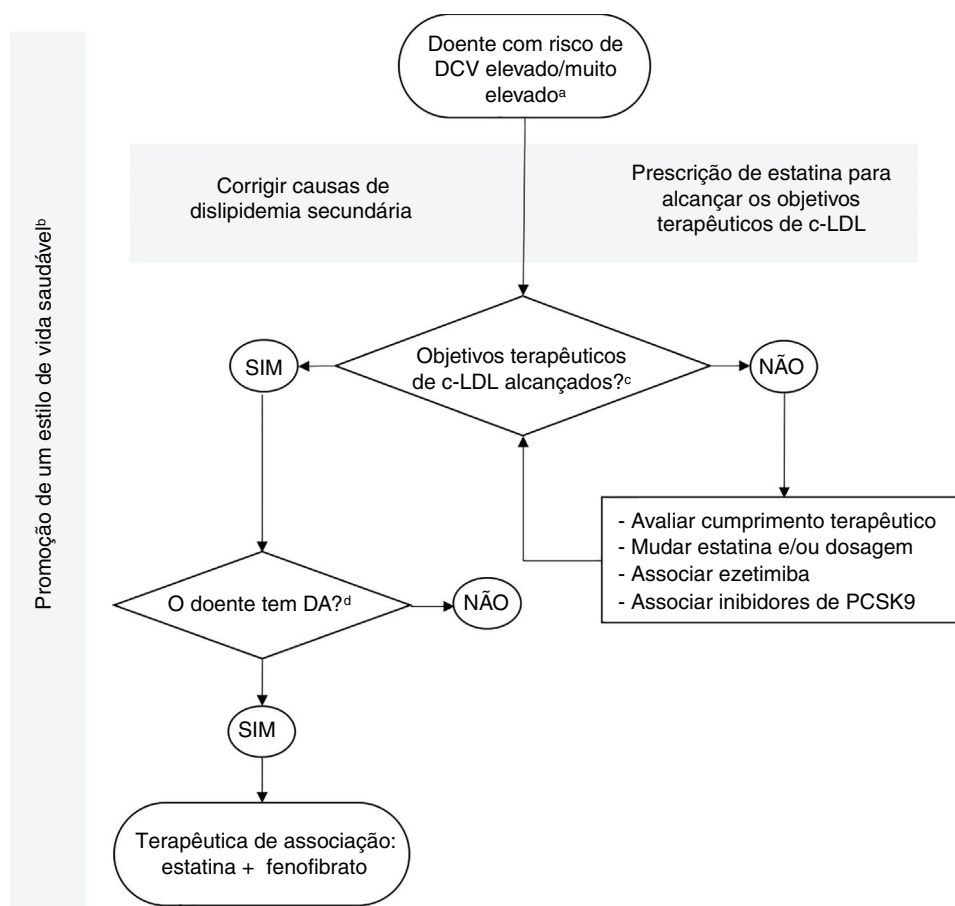 Doente com risco de
DCV elevado/muito
elevadoᵃ
Promoção de um estilo de vida saudávelᵇ
Corrigir causas de
dislipidemia secundária
Prescrição de estatina para
alcançar os objetivos
terapêuticos de c-LDL
SIM
Objetivos terapêuticos
de c-LDL alcançados?ᶜ
NÃO
- Avaliar cumprimento terapêutico
- Mudar estatina e/ou dosagem
- Associar ezetimiba
- Associar inibidores de PCSK9
O doente tem DA?ᵈ
NÃO
SIM
Terapêutica de associação:
estatina + fenofibrato